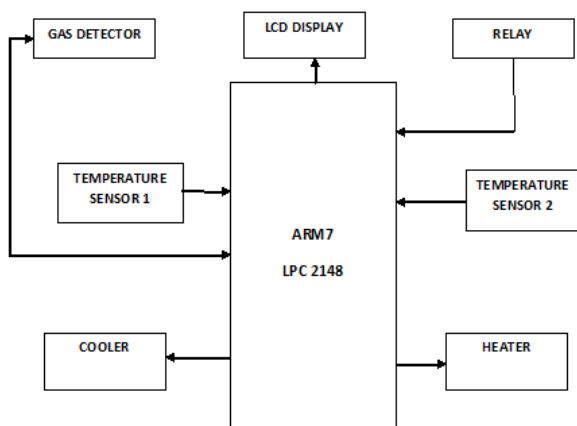 GAS DETECTOR
LCD DISPLAY
RELAY
TEMPERATURE
SENSOR 1
TEMPERATURE
SENSOR 2
ARM7
LPC 2148
COOLER
HEATER